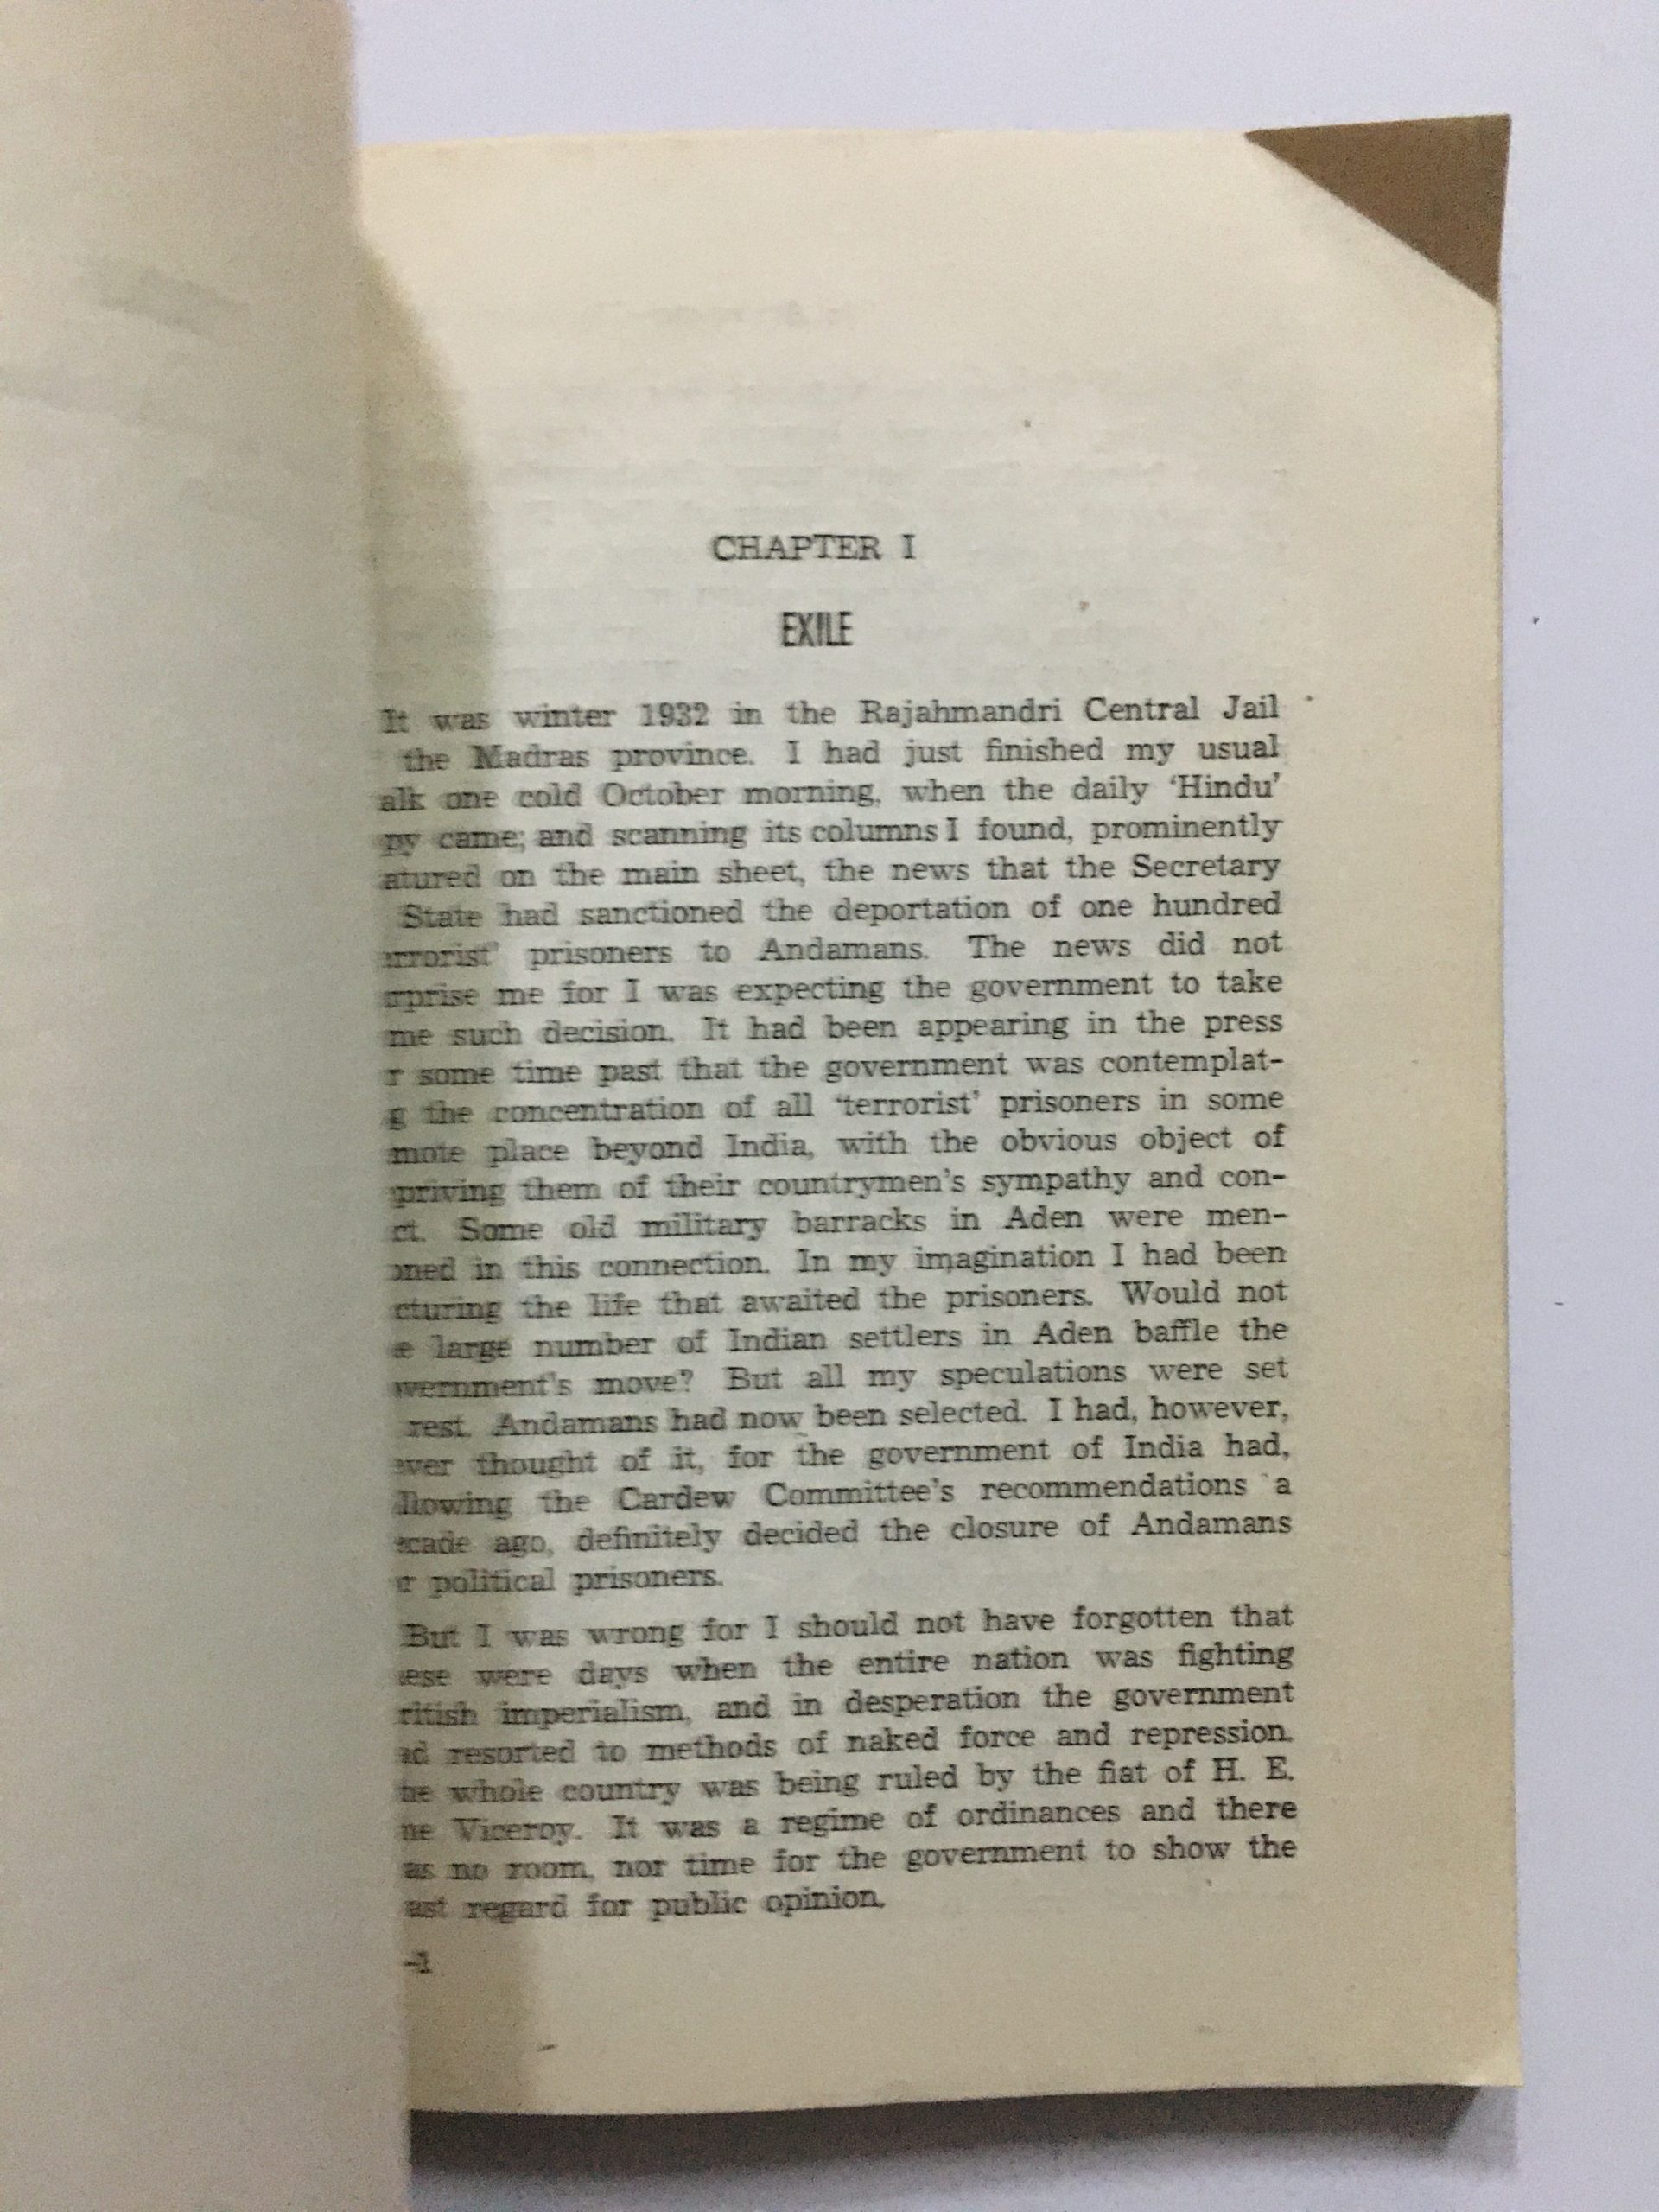 CHAPTER I
EXILE
It was winter 1932 in the Rajahmandri Central Jail
the Madras province. I had just finished my usual
alk one cold October morning, when the daily ‘Hindu’
py came; and scanning its columns I found, prominently
atured on the main sheet, the news that the Secretary
State had sanctioned the deportation of one hundred
errorist’ prisoners to Andamans. The news did not
rprise me for I was expecting the government to take
me such decision. It had been appearing in the press
r some time past that the government was contemplat-
g the concentration of all ‘terrorist’ prisoners in some
mote place beyond India, with the obvious object of
priving them of their countrymen’s sympathy and con-
ct. Some old military barracks in Aden were men-
oned in this connection. In my imagination I had been
cturing the life that awaited the prisoners. Would not
e large number of Indian settlers in Aden baffle the
vernment’s move? But all my speculations were set
rest. Andamans had now been selected. I had, however,
ever thought of it, for the government of India had,
llowing the Cardew Committee’s recommendations a
ecade ago, definitely decided the closure of Andamans
r political prisoners.
But I was wrong for I should not have forgotten that
ese were days when the entire nation was fighting
ritish imperialism, and in desperation the government
ad resorted to methods of naked force and repression.
he whole country was being ruled by the fiat of H. E.
he Viceroy. It was a regime of ordinances and there
as no room, nor time for the government to show the
ast regard for public opinion.
-1